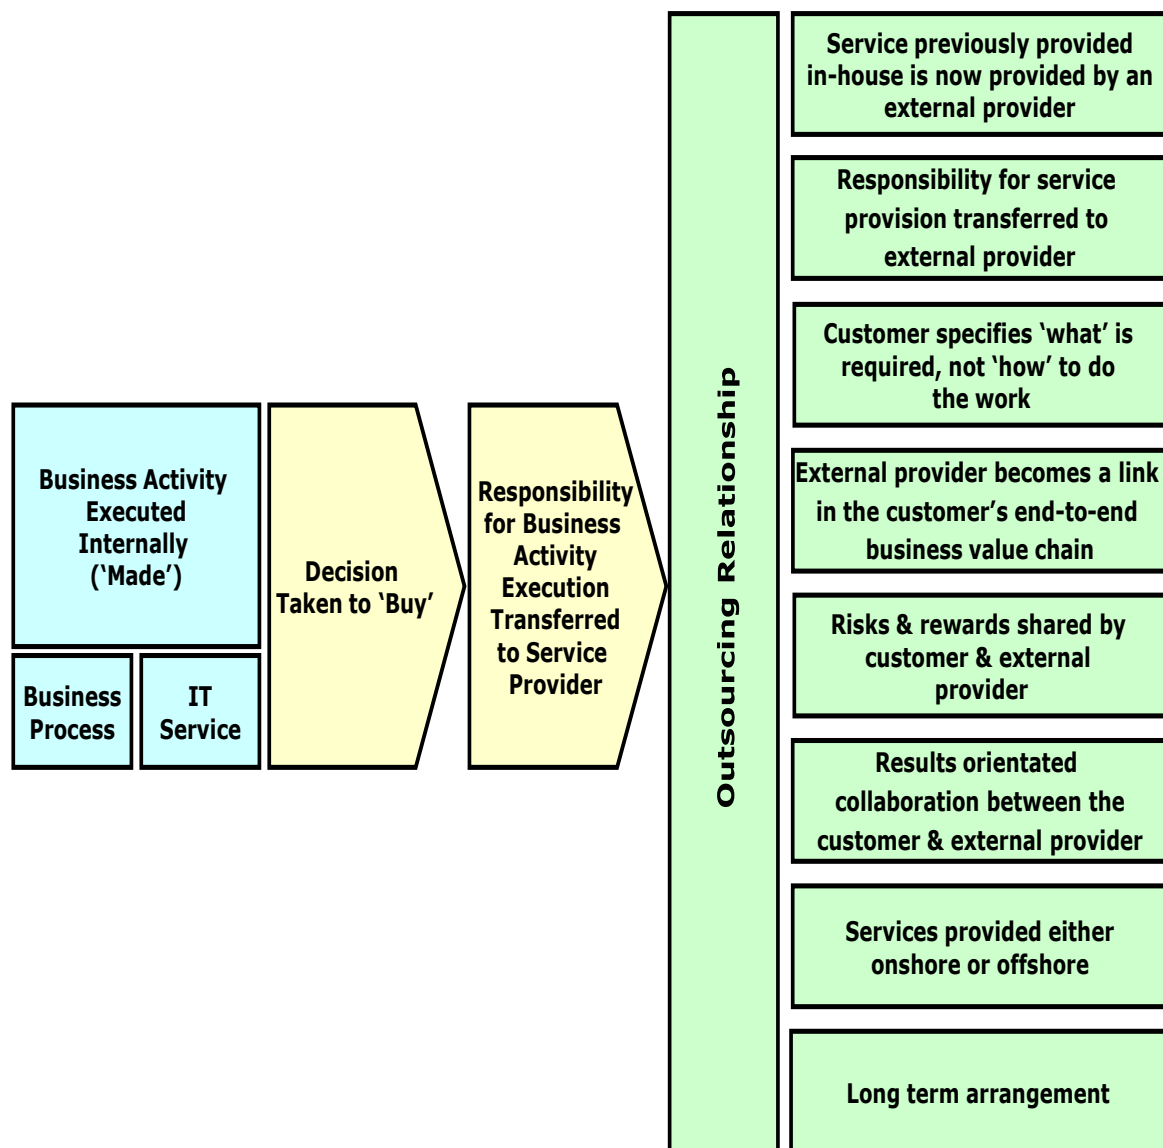 Business Activity
Executed
Internally
(‘Made’)
Business
Process
IT
Service
Decision
Taken to ‘Buy’
Responsibility
for Business
Activity
Execution
Transferred
to Service
Provider
Outsourcing Relationship
Service previously provided
in-house is now provided by an
external provider
Responsibility for service
provision transferred to
external provider
Customer specifies ‘what’ is
required, not ‘how’ to do
the work
External provider becomes a link
in the customer’s end-to-end
business value chain
Risks & rewards shared by
customer & external
provider
Results orientated
collaboration between the
customer & external provider
Services provided either
onshore or offshore
Long term arrangement